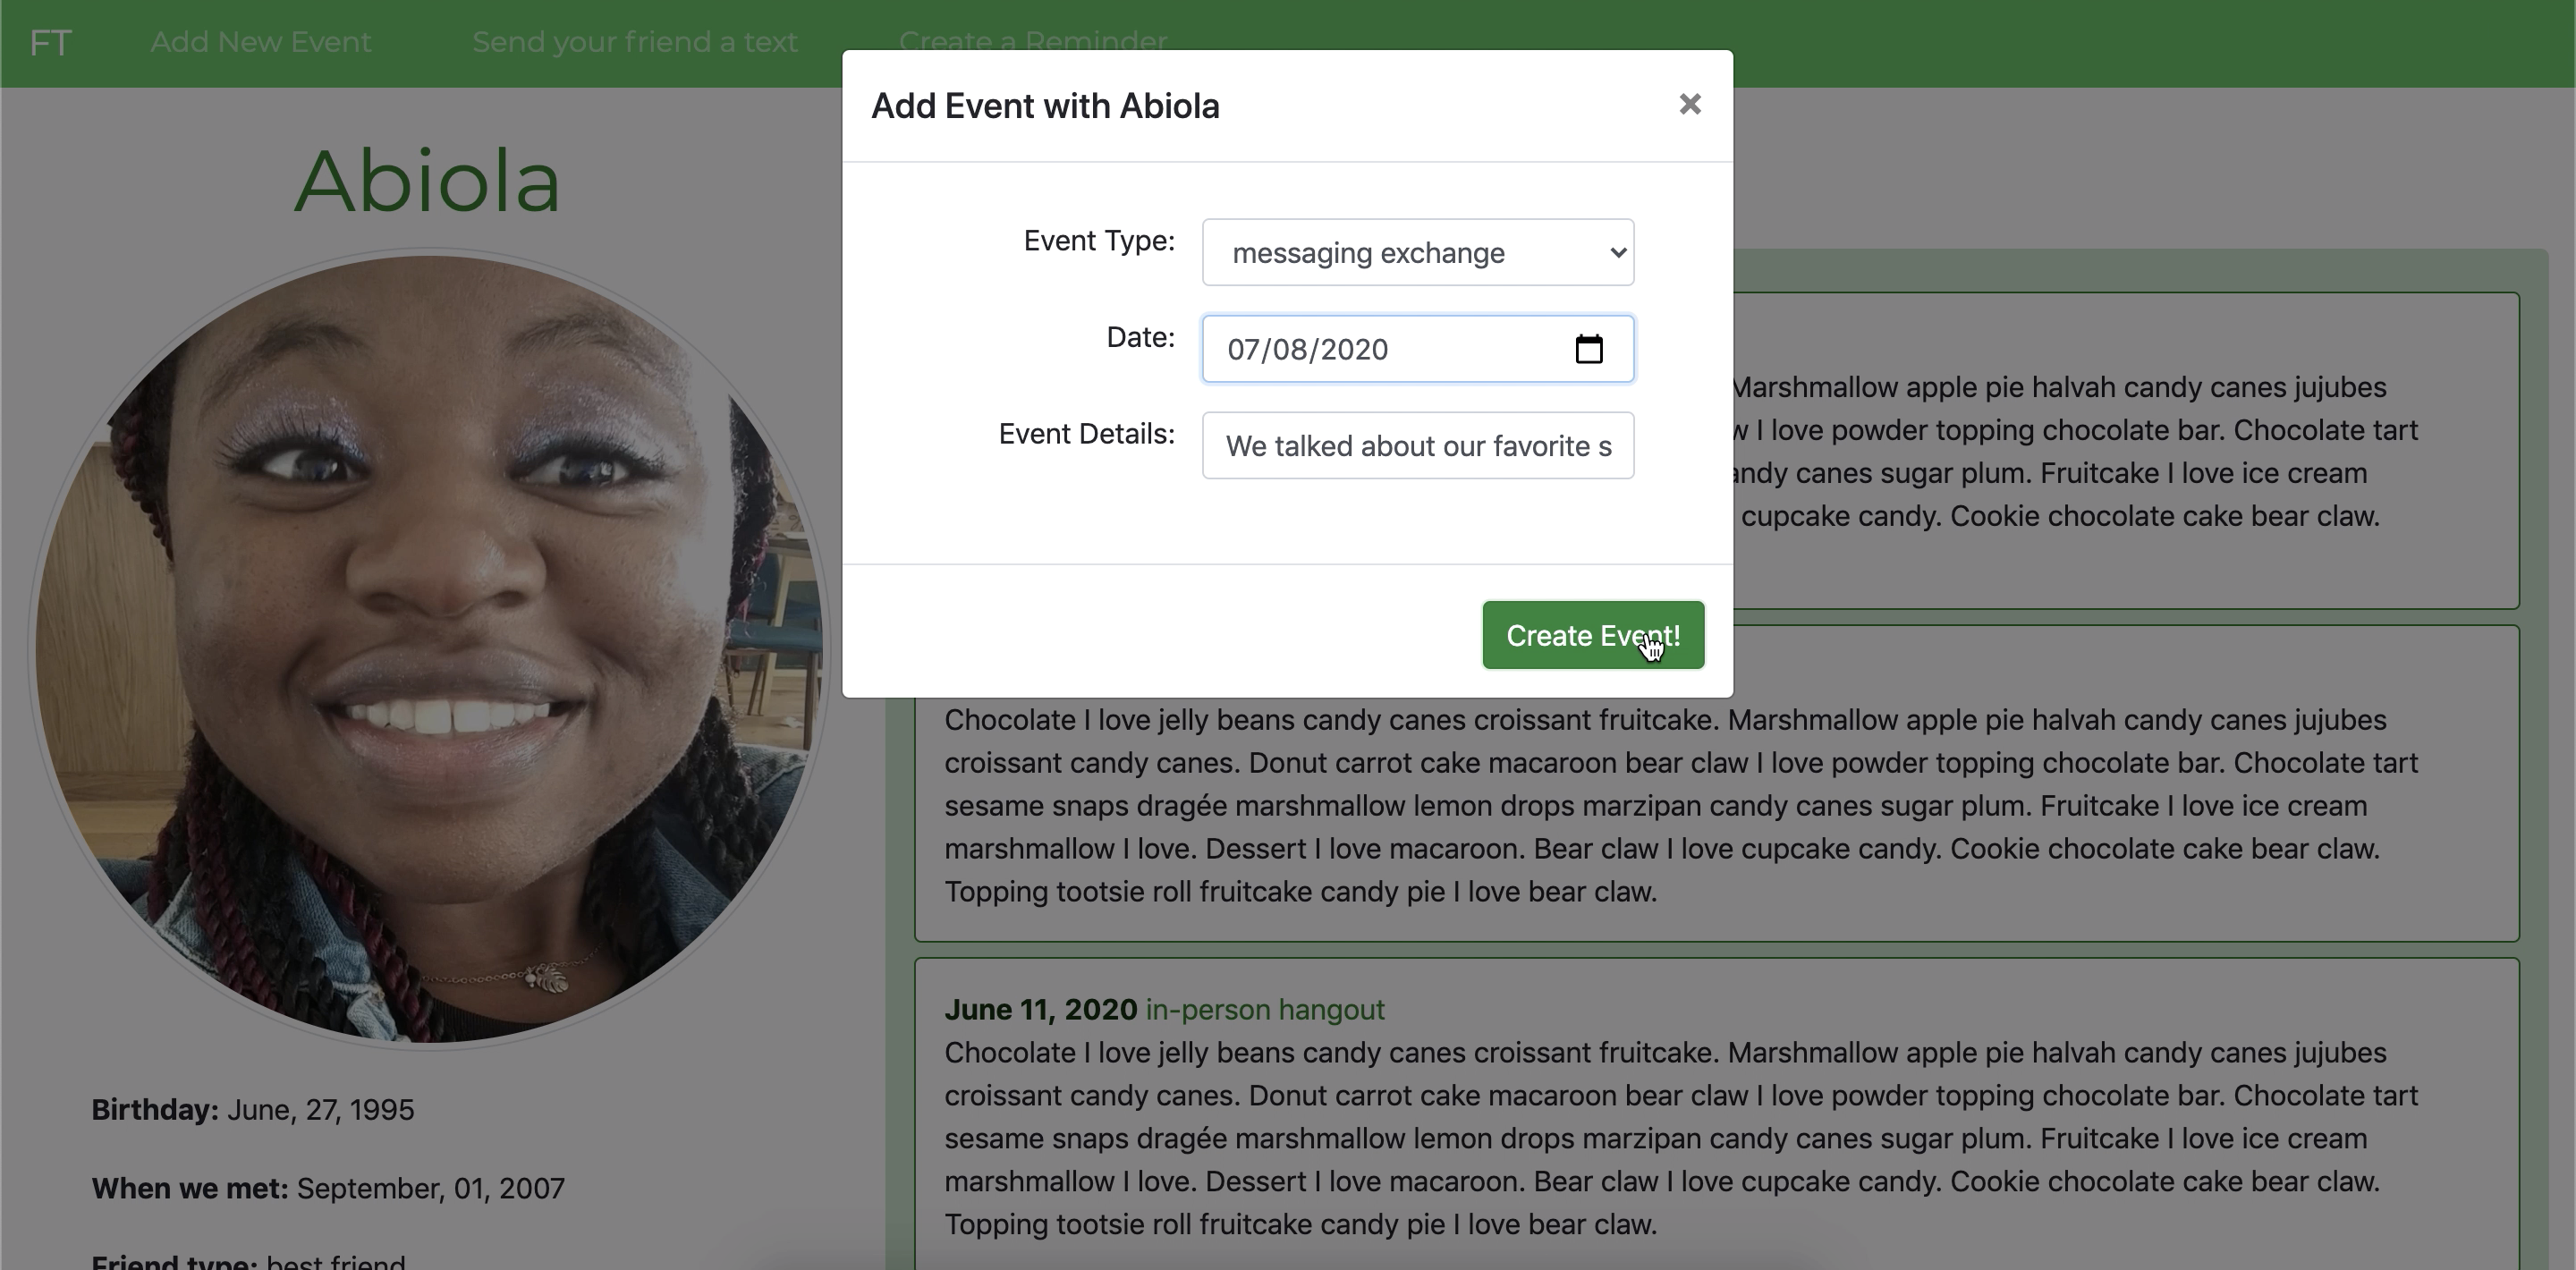 FT
Add New Event
Send your friend a text
Create a Reminder
Add Event with Abiola
×
Event Type:
messaging exchange
Date:
07/08/2020
Event Details:
We talked about our favorite s
Create Event!
Abiola
Birthday: June, 27, 1995
When we met: September, 01, 2007
Friend type: best friend
Marshmallow apple pie halvah candy canes jujubes
I love powder topping chocolate bar. Chocolate tart
candy canes sugar plum. Fruitcake I love ice cream
cupcake candy. Cookie chocolate cake bear claw.
Chocolate I love jelly beans candy canes croissant fruitcake. Marshmallow apple pie halvah candy canes jujubes
croissant candy canes. Donut carrot cake macaroon bear claw I love powder topping chocolate bar. Chocolate tart
sesame snaps dragée marshmallow lemon drops marzipan candy canes sugar plum. Fruitcake I love ice cream
marshmallow I love. Dessert I love macaroon. Bear claw I love cupcake candy. Cookie chocolate cake bear claw.
Topping tootsie roll fruitcake candy pie I love bear claw.
June 11, 2020 in-person hangout
Chocolate I love jelly beans candy canes croissant fruitcake. Marshmallow apple pie halvah candy canes jujubes
croissant candy canes. Donut carrot cake macaroon bear claw I love powder topping chocolate bar. Chocolate tart
sesame snaps dragée marshmallow lemon drops marzipan candy canes sugar plum. Fruitcake I love ice cream
marshmallow I love. Dessert I love macaroon. Bear claw I love cupcake candy. Cookie chocolate cake bear claw.
Topping tootsie roll fruitcake candy pie I love bear claw.